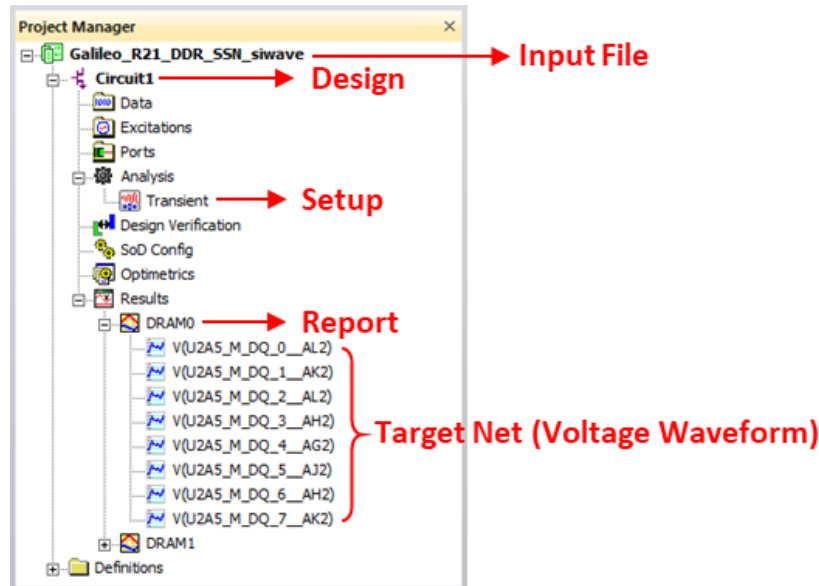 Project Manager
Galileo_R21_DDR_SSN_siwave
Input File
Circuit1
Design
Data
Excitations
Ports
Analysis
Transient
Setup
Design Verification
SoD Config
Optimetrics
Results
DRAM0
Report
V(U2A5_M_DQ_0__AL2)
V(U2A5_M_DQ_1__AK2)
V(U2A5_M_DQ_2__AL2)
V(U2A5_M_DQ_3__AH2)
V(U2A5_M_DQ_4__AG2)
Target Net (Voltage Waveform)
V(U2A5_M_DQ_5__AJ2)
V(U2A5_M_DQ_6__AH2)
V(U2A5_M_DQ_7__AK2)
DRAM1
Definitions